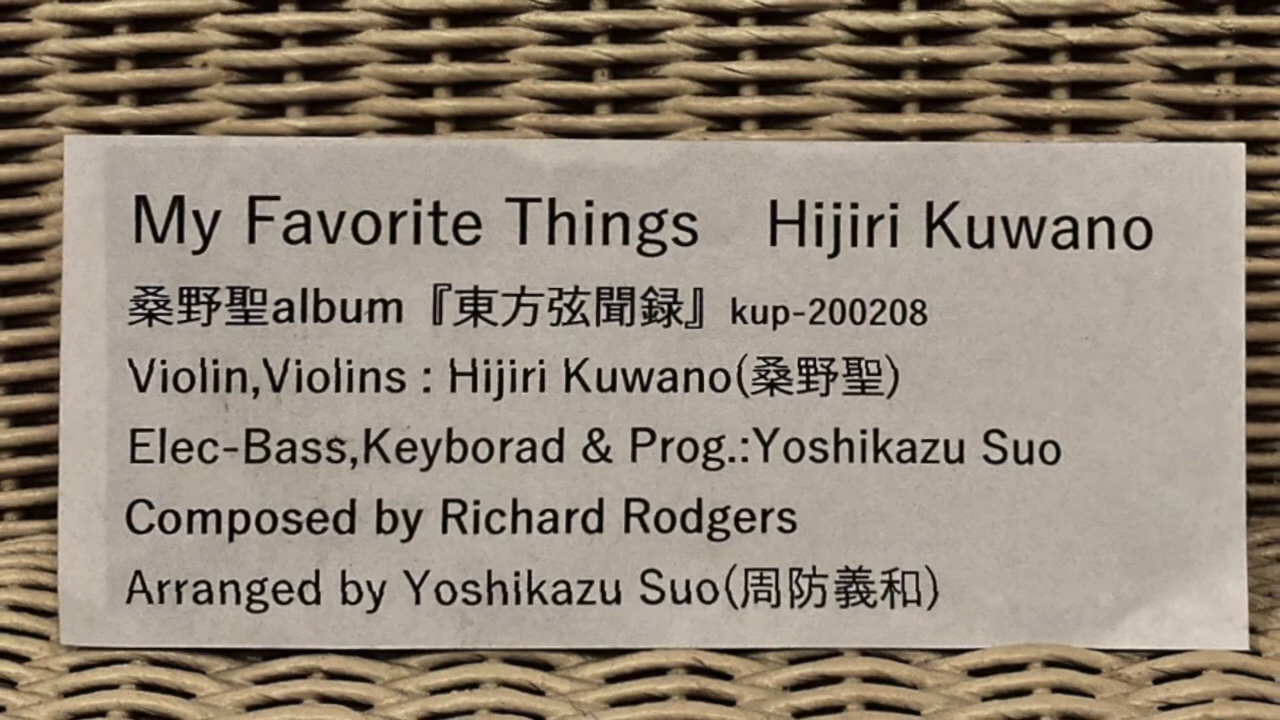 My Favorite Things　Hijiri Kuwano
桑野聖album『東方弦聞録』kup-200208
Violin,Violins : Hijiri Kuwano(桑野聖)
Elec-Bass,Keyborad & Prog.:Yoshikazu Suo
Composed by Richard Rodgers
Arranged by Yoshikazu Suo(周防義和)